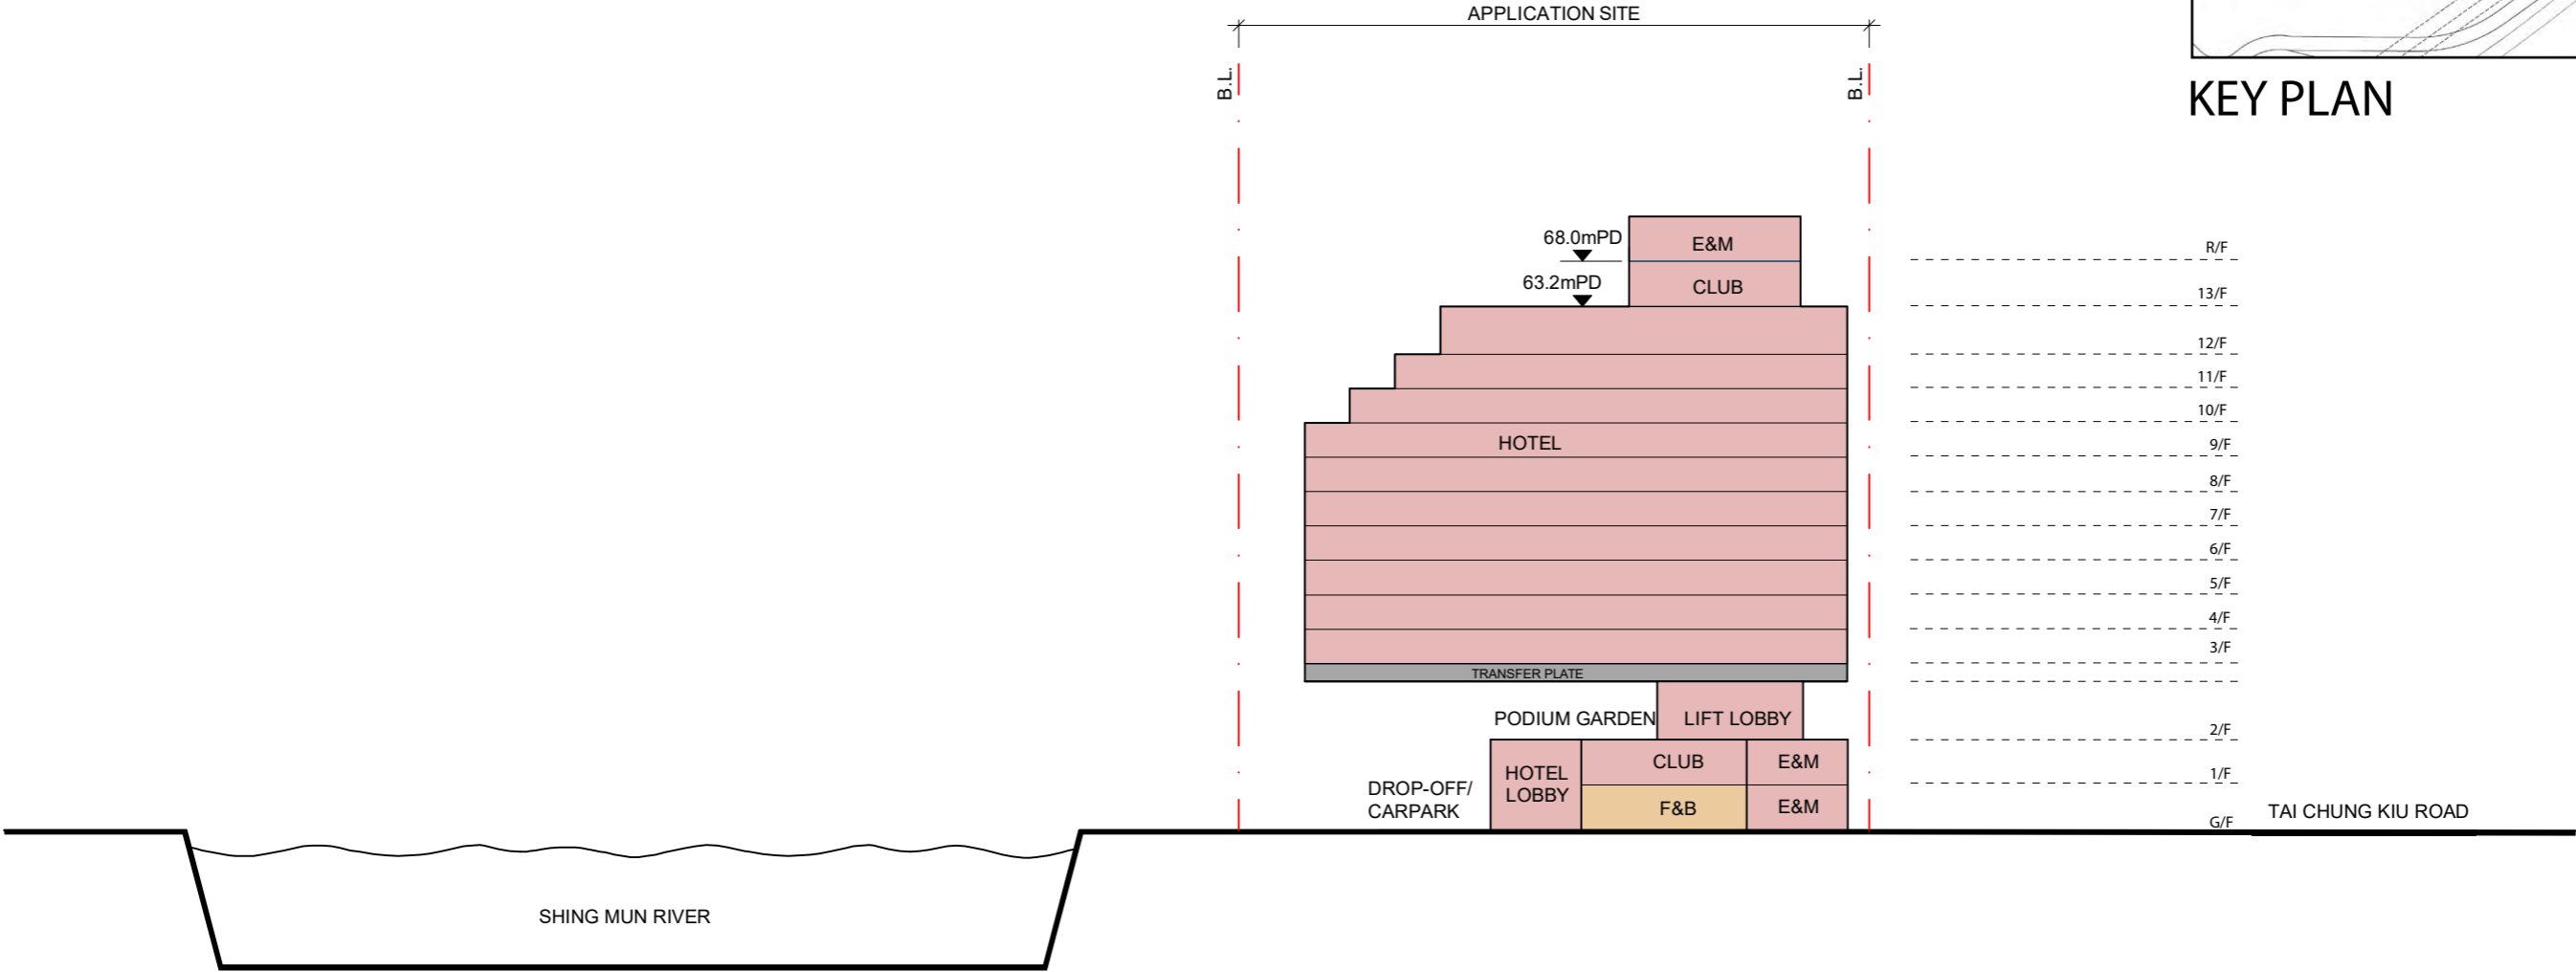 APPLICATION SITE
B.L.
B.L.
KEY PLAN
68.0mPD
E&M
R/F
63.2mPD
CLUB
13/F
12/F
11/F
10/F
HOTEL
9/F
8/F
7/F
6/F
5/F
4/F
3/F
TRANSFER PLATE
PODIUM GARDEN
LIFT LOBBY
2/F
HOTEL
LOBBY
CLUB
E&M
1/F
DROP-OFF/
CARPARK
F&B
E&M
G/F
TAI CHUNG KIU ROAD
SHING MUN RIVER